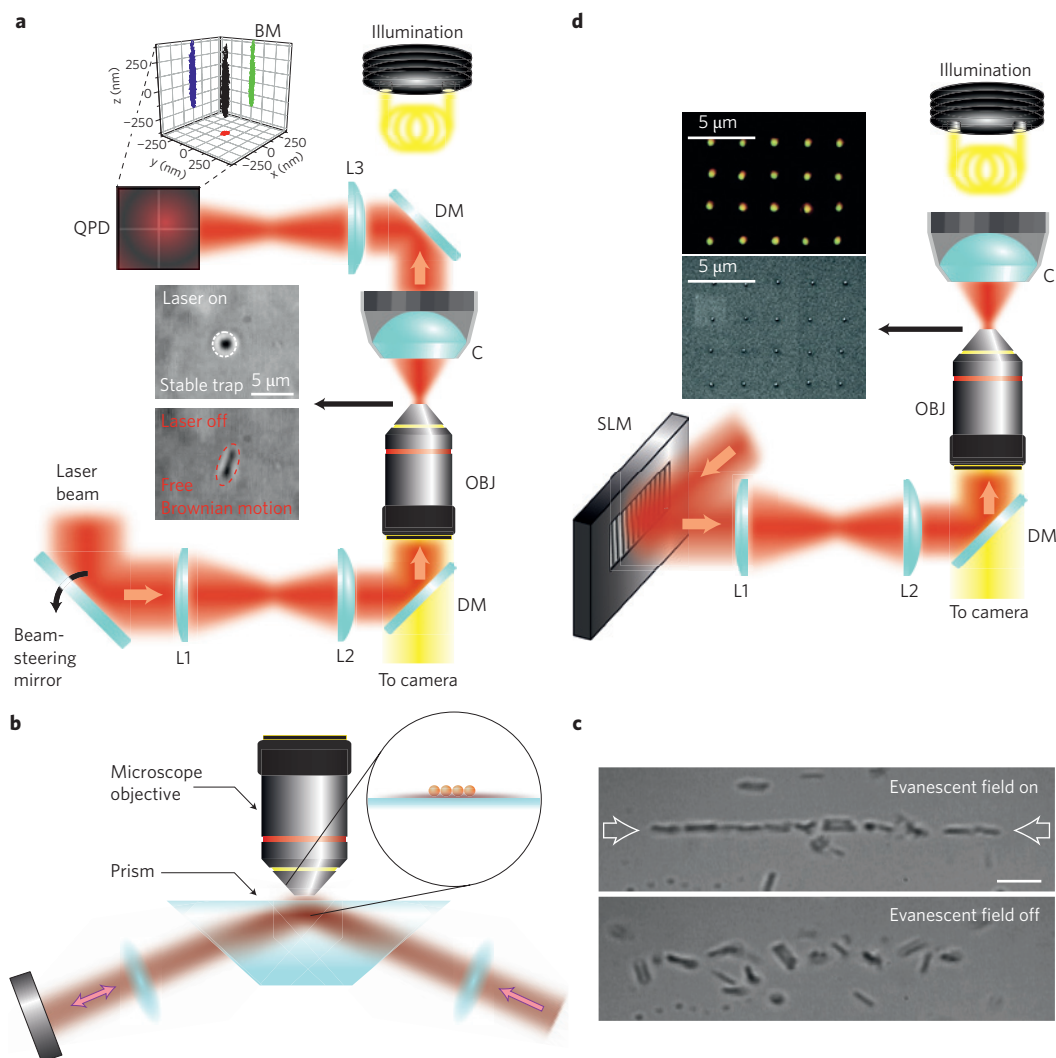 a
BM
250
0
−250
z (nm)
−250
0
250
y (nm)
−250
0
250
x (nm)
Illumination
L3
DM
QPD
Laser on
Stable trap
5 µm
C
Laser off
Free
Brownian motion
OBJ
Laser
beam
DM
L1
L2
Beam-
steering
mirror
To camera
d
Illumination
5 µm
5 µm
C
SLM
OBJ
DM
L1
L2
To camera
b
Microscope
objective
Prism
c
Evanescent field on
Evanescent field off